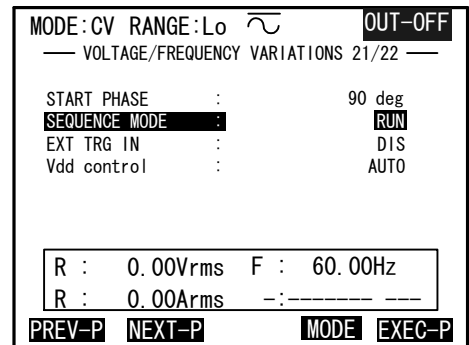 MODE:CV RANGE:Lo OUT-OFF
VOLTAGE/FREQUENCY VARIATIONS 21/22
START PHASE : 90 deg
SEQUENCE MODE : RUN
EXT TRG IN : DIS
Vdd control : AUTO
R : 0.00Vrms F : 60.00Hz
R : 0.00Arms -:------- ---
PREV-P NEXT-P MODE EXEC-P